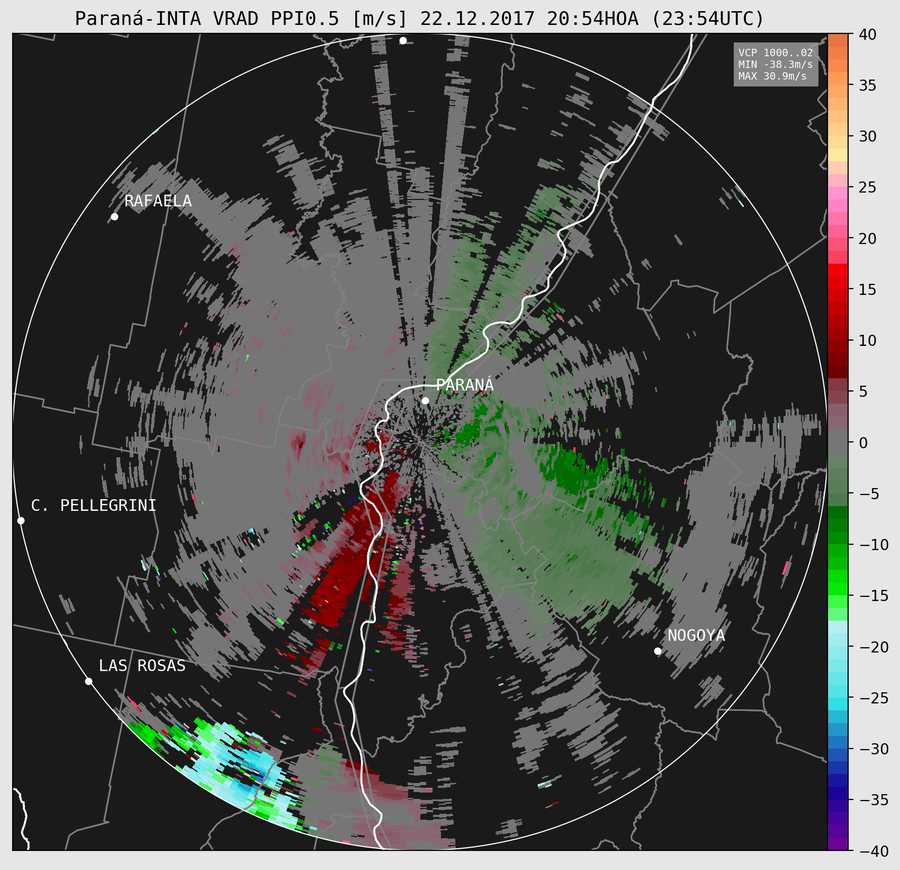 Paraná-INTA VRAD PPI0.5 [m/s] 22.12.2017 20:54HOA (23:54UTC)
VCP 1000..02
MIN -38.3m/s
MAX 30.9m/s
RAFAELA
PARANÁ
C. PELLEGRINI
NOGOYA
LAS ROSAS
40
35
30
25
20
15
10
5
0
−5
−10
−15
−20
−25
−30
−35
−40